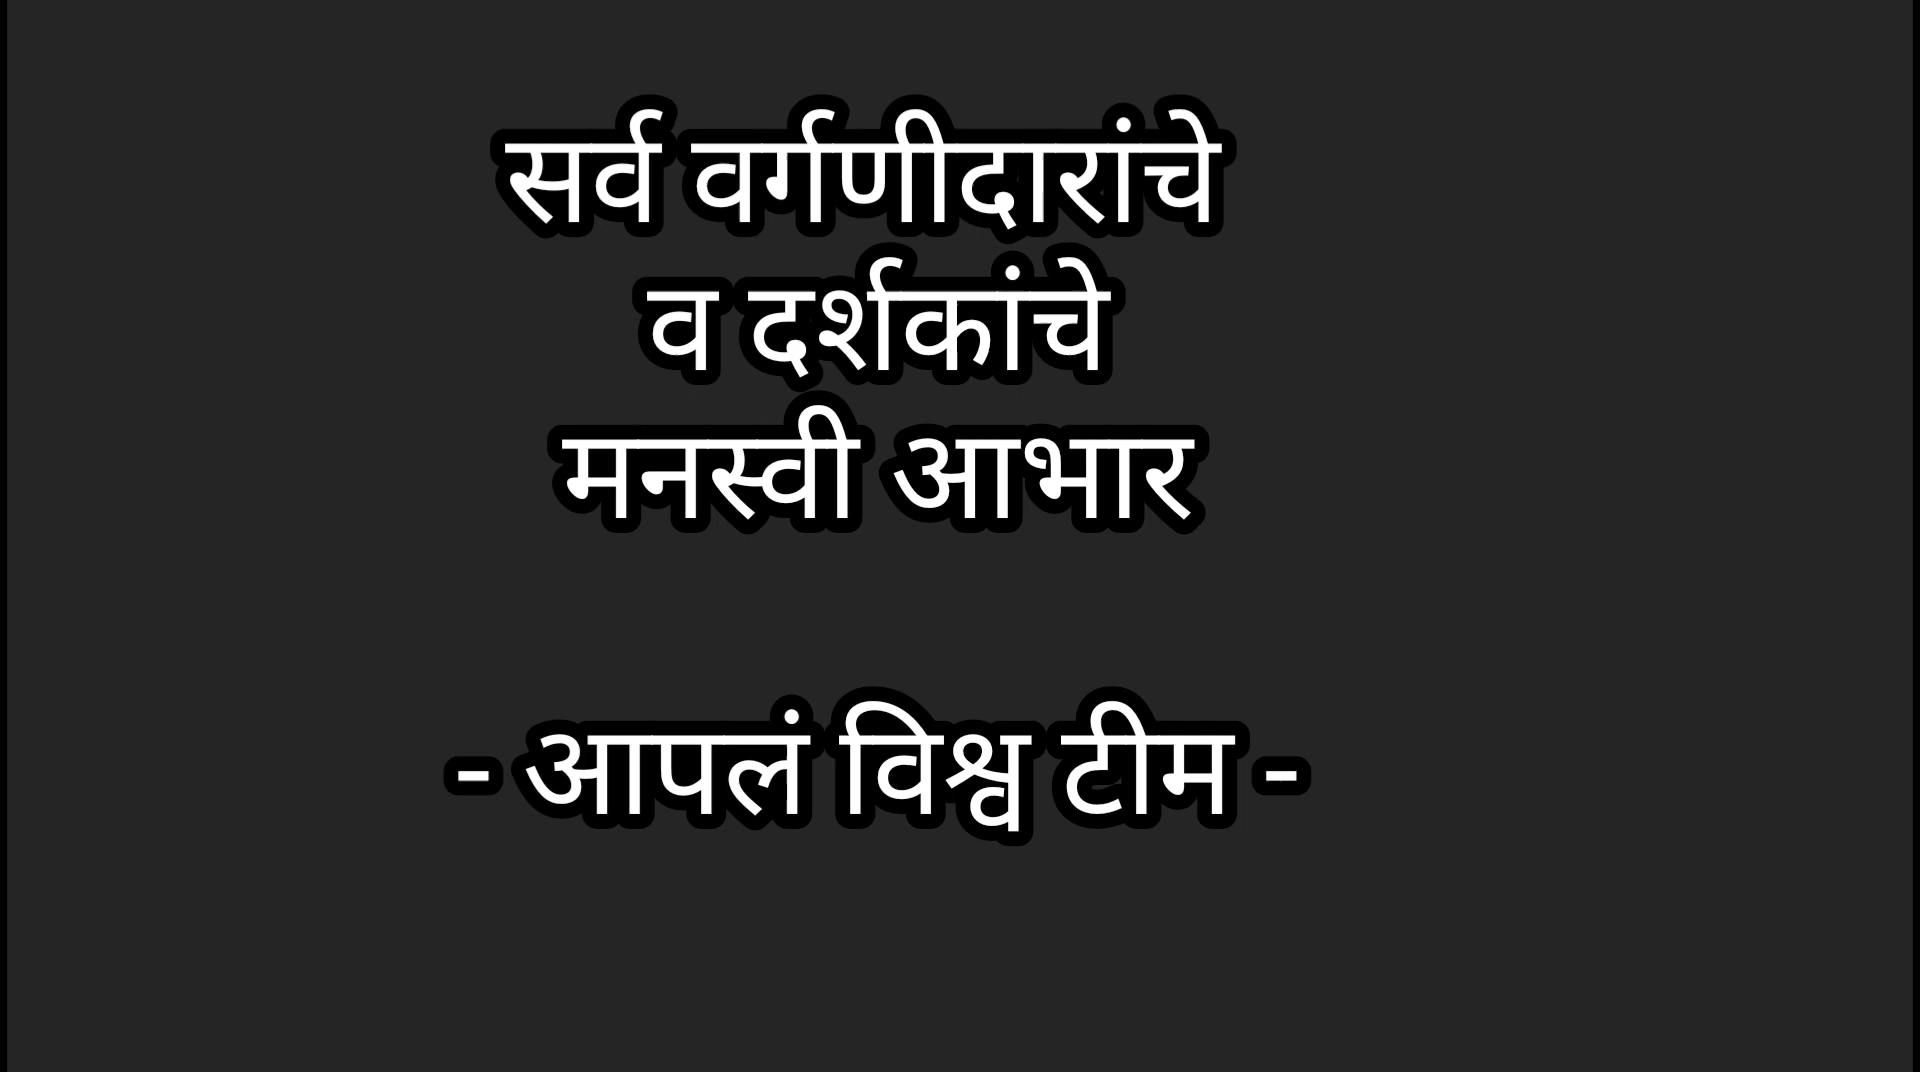 सर्व वर्गणीदारांचे
व दर्शकांचे
मनस्वी आभार
- आपलं विश्व टीम -